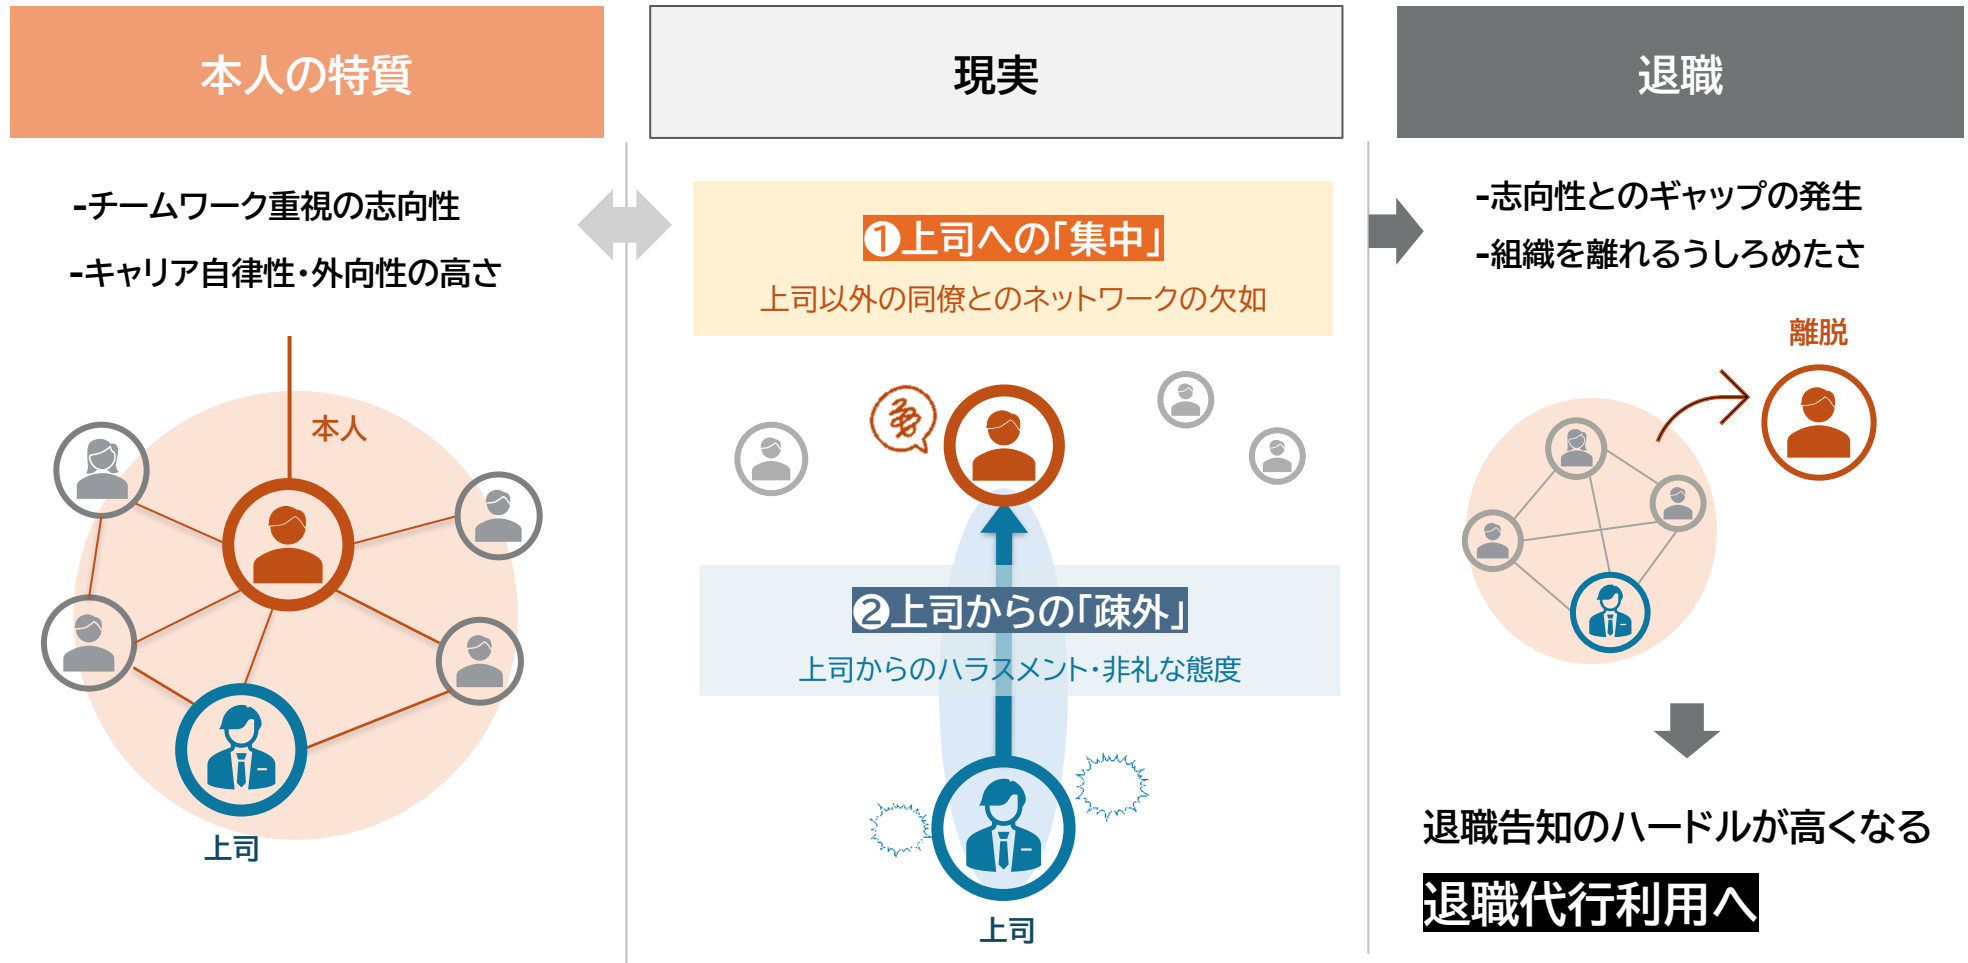 本人の特質
-チームワーク重視の志向性
-キャリア自律性・外向性の高さ
本人
上司
現実
❶上司への「集中」
上司以外の同僚とのネットワークの欠如
❷上司からの「疎外」
上司からのハラスメント・非礼な態度
上司
退職
-志向性とのギャップの発生
-組織を離れるうしろめたさ
離脱
退職告知のハードルが高くなる
退職代行利用へ